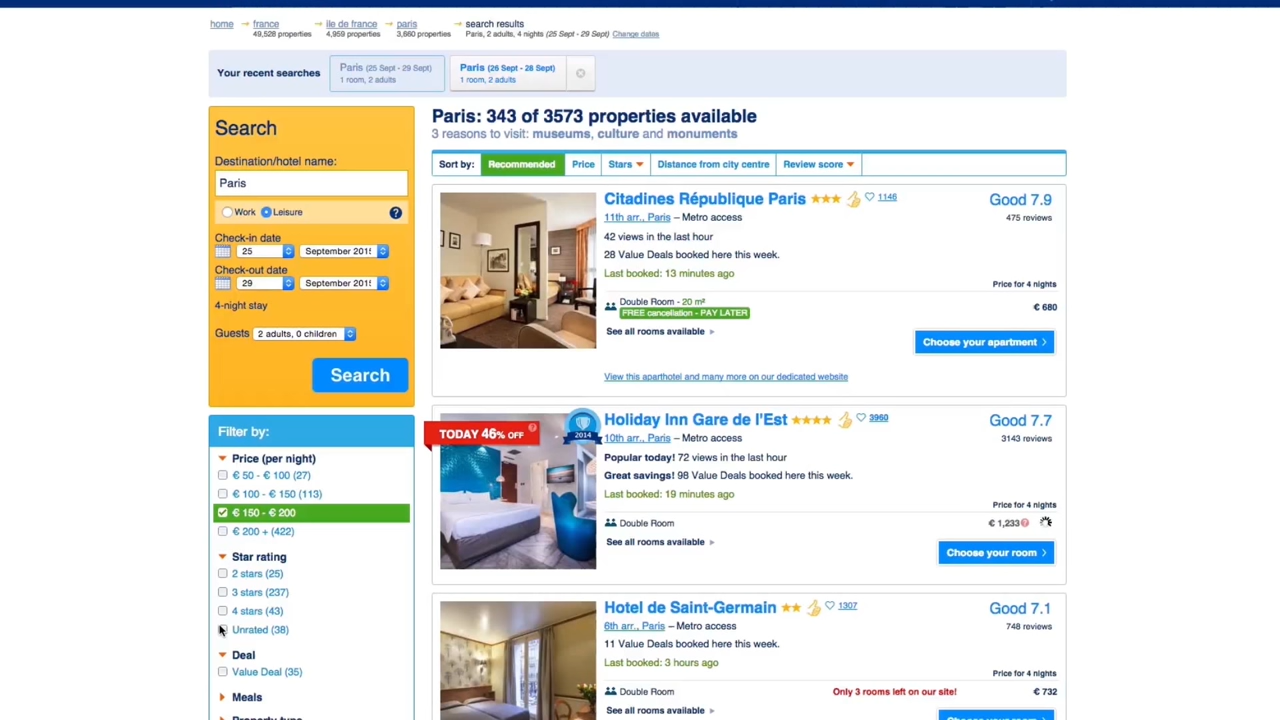 home → france → ile de france → paris → search results
49,528 properties 4,959 properties 3,660 properties Paris, 2 adults, 4 nights (25 Sept - 29 Sept) Change dates
Your recent searches
Paris (25 Sept - 29 Sept)
1 room, 2 adults
Paris (26 Sept - 28 Sept)
1 room, 2 adults
Search
Destination/hotel name:
Paris
Work Leisure ?
Check-in date
25 September 201
Check-out date
29 September 201
4-night stay
Guests 2 adults, 0 children
Search
Filter by:
Price (per night)
€ 50 - € 100 (27)
€ 100 - € 150 (113)
€ 150 - € 200
€ 200 + (422)
Star rating
2 stars (25)
3 stars (237)
4 stars (43)
Unrated (38)
Deal
Value Deal (35)
Meals
Property type
Paris: 343 of 3573 properties available
3 reasons to visit: museums, culture and monuments
Sort by: Recommended Price Stars Distance from city centre Review score
Citadines République Paris 1146 Good 7.9
11th arr., Paris – Metro access 475 reviews
42 views in the last hour
28 Value Deals booked here this week.
Last booked: 13 minutes ago
Price for 4 nights
Double Room - 20 m² € 680
FREE cancellation - PAY LATER
See all rooms available
Choose your apartment
View this aparthotel and many more on our dedicated website
TODAY 46% OFF ?
2014
Holiday Inn Gare de l'Est 3960 Good 7.7
10th arr., Paris – Metro access 3143 reviews
Popular today! 72 views in the last hour
Great savings! 98 Value Deals booked here this week.
Last booked: 19 minutes ago
Price for 4 nights
Double Room € 1,233 ?
See all rooms available
Choose your room
Hotel de Saint-Germain 1307 Good 7.1
6th arr., Paris – Metro access 748 reviews
11 Value Deals booked here this week.
Last booked: 3 hours ago
Price for 4 nights
Double Room Only 3 rooms left on our site! € 732
See all rooms available
Choose your room